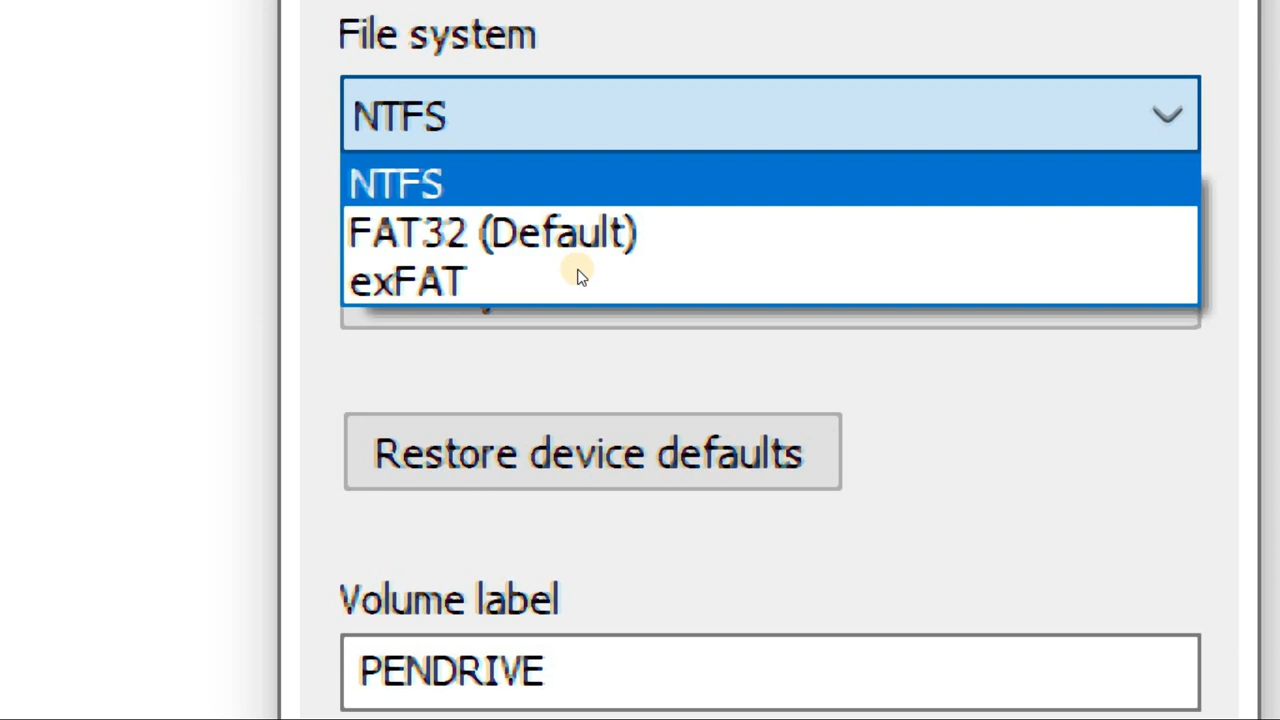 File system
NTFS
NTFS
FAT32 (Default)
exFAT
Restore device defaults
Volume label
PENDRIVE